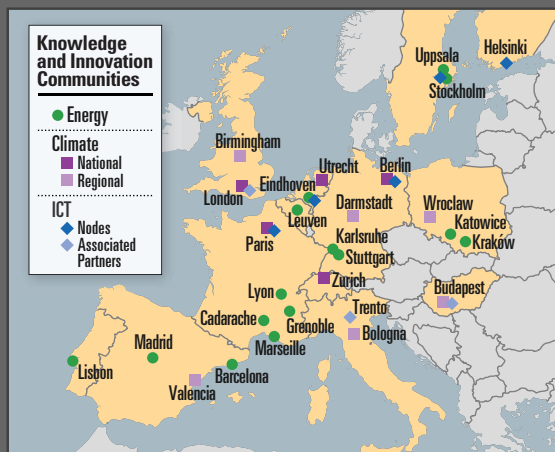 Knowledge
and Innovation
Communities
Energy
Climate
National
Regional
ICT
Nodes
Associated
Partners
Uppsala
Helsinki
Stockholm
Birmingham
Utrecht
Berlin
London
Eindhoven
Leuven
Darmstadt
Wroclaw
Katowice
Kraków
Paris
Karlsruhe
Stuttgart
Zurich
Budapest
Lyon
Trento
Cadarache
Grenoble
Bologna
Marseille
Madrid
Lisbon
Barcelona
Valencia